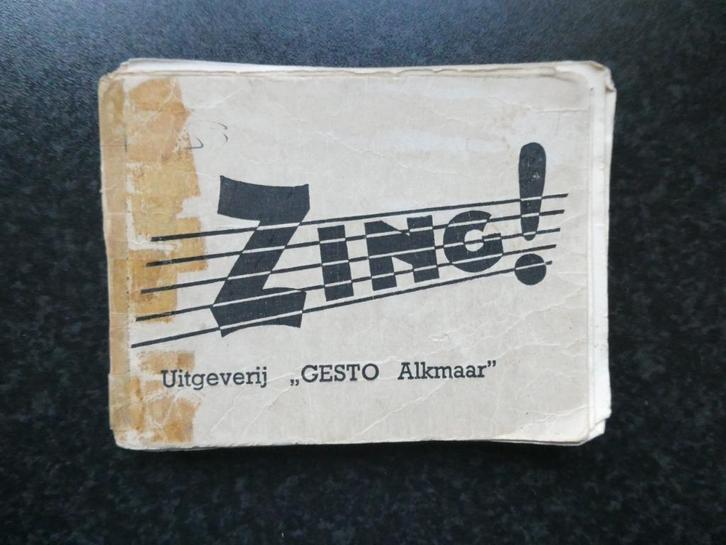 ZING!
Uitgeverij „GESTO Alkmaar”